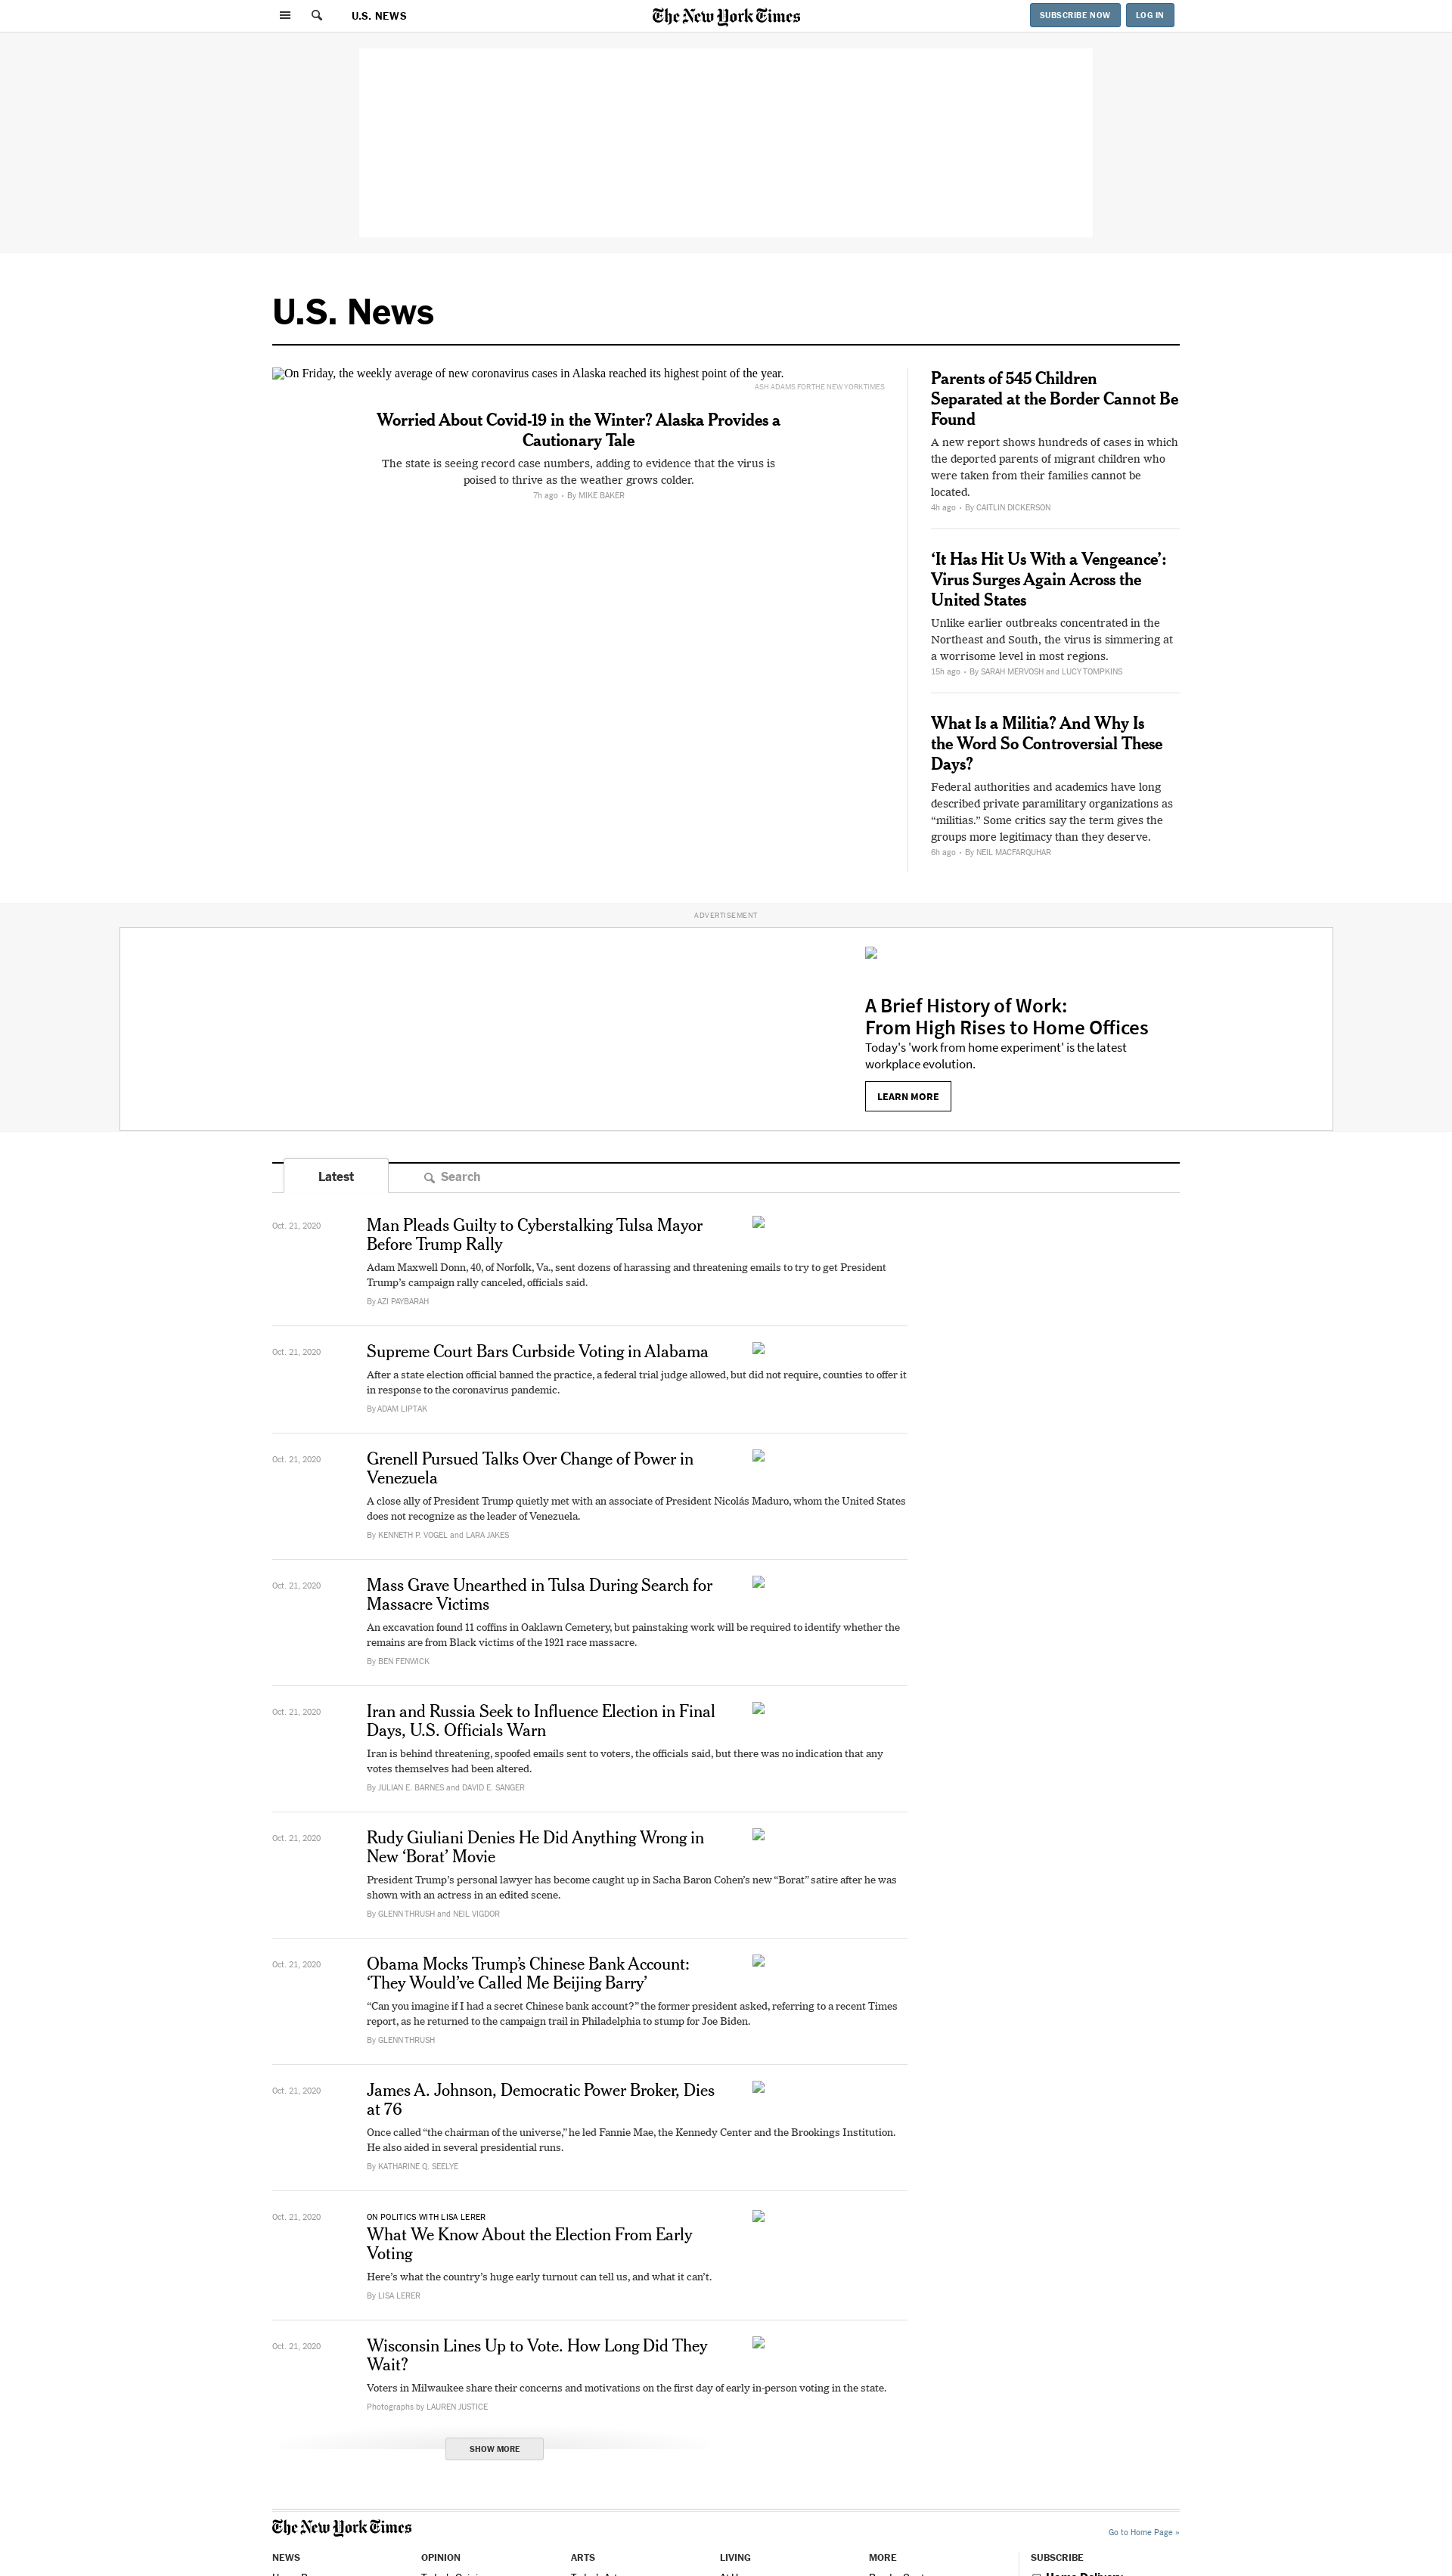 U.S. NEWS
The New York Times
SUBSCRIBE NOW
LOG IN
U.S. News
On Friday, the weekly average of new coronavirus cases in Alaska reached its highest point of the year.
ASH ADAMS FOR THE NEW YORK TIMES
Worried About Covid-19 in the Winter? Alaska Provides a
Cautionary Tale
The state is seeing record case numbers, adding to evidence that the virus is
poised to thrive as the weather grows colder.
7h ago • By MIKE BAKER
Parents of 545 Children
Separated at the Border Cannot Be
Found
A new report shows hundreds of cases in which
the deported parents of migrant children who
were taken from their families cannot be
located.
4h ago • By CAITLIN DICKERSON
‘It Has Hit Us With a Vengeance’:
Virus Surges Again Across the
United States
Unlike earlier outbreaks concentrated in the
Northeast and South, the virus is simmering at
a worrisome level in most regions.
15h ago • By SARAH MERVOSH and LUCY TOMPKINS
What Is a Militia? And Why Is
the Word So Controversial These
Days?
Federal authorities and academics have long
described private paramilitary organizations as
“militias.” Some critics say the term gives the
groups more legitimacy than they deserve.
6h ago • By NEIL MACFARQUHAR
ADVERTISEMENT
A Brief History of Work:
From High Rises to Home Offices
Today's 'work from home experiment' is the latest
workplace evolution.
LEARN MORE
Latest
Search
Oct. 21, 2020
Man Pleads Guilty to Cyberstalking Tulsa Mayor
Before Trump Rally
Adam Maxwell Donn, 40, of Norfolk, Va., sent dozens of harassing and threatening emails to try to get President
Trump’s campaign rally canceled, officials said.
By AZI PAYBARAH
Oct. 21, 2020
Supreme Court Bars Curbside Voting in Alabama
After a state election official banned the practice, a federal trial judge allowed, but did not require, counties to offer it
in response to the coronavirus pandemic.
By ADAM LIPTAK
Oct. 21, 2020
Grenell Pursued Talks Over Change of Power in
Venezuela
A close ally of President Trump quietly met with an associate of President Nicolás Maduro, whom the United States
does not recognize as the leader of Venezuela.
By KENNETH P. VOGEL and LARA JAKES
Oct. 21, 2020
Mass Grave Unearthed in Tulsa During Search for
Massacre Victims
An excavation found 11 coffins in Oaklawn Cemetery, but painstaking work will be required to identify whether the
remains are from Black victims of the 1921 race massacre.
By BEN FENWICK
Oct. 21, 2020
Iran and Russia Seek to Influence Election in Final
Days, U.S. Officials Warn
Iran is behind threatening, spoofed emails sent to voters, the officials said, but there was no indication that any
votes themselves had been altered.
By JULIAN E. BARNES and DAVID E. SANGER
Oct. 21, 2020
Rudy Giuliani Denies He Did Anything Wrong in
New ‘Borat’ Movie
President Trump’s personal lawyer has become caught up in Sacha Baron Cohen’s new “Borat” satire after he was
shown with an actress in an edited scene.
By GLENN THRUSH and NEIL VIGDOR
Oct. 21, 2020
Obama Mocks Trump’s Chinese Bank Account:
‘They Would’ve Called Me Beijing Barry’
“Can you imagine if I had a secret Chinese bank account?” the former president asked, referring to a recent Times
report, as he returned to the campaign trail in Philadelphia to stump for Joe Biden.
By GLENN THRUSH
Oct. 21, 2020
James A. Johnson, Democratic Power Broker, Dies
at 76
Once called “the chairman of the universe,” he led Fannie Mae, the Kennedy Center and the Brookings Institution.
He also aided in several presidential runs.
By KATHARINE Q. SEELYE
Oct. 21, 2020
ON POLITICS WITH LISA LERER
What We Know About the Election From Early
Voting
Here’s what the country’s huge early turnout can tell us, and what it can’t.
By LISA LERER
Oct. 21, 2020
Wisconsin Lines Up to Vote. How Long Did They
Wait?
Voters in Milwaukee share their concerns and motivations on the first day of early in-person voting in the state.
Photographs by LAUREN JUSTICE
SHOW MORE
The New York Times
Go to Home Page »
NEWS
OPINION
ARTS
LIVING
MORE
SUBSCRIBE